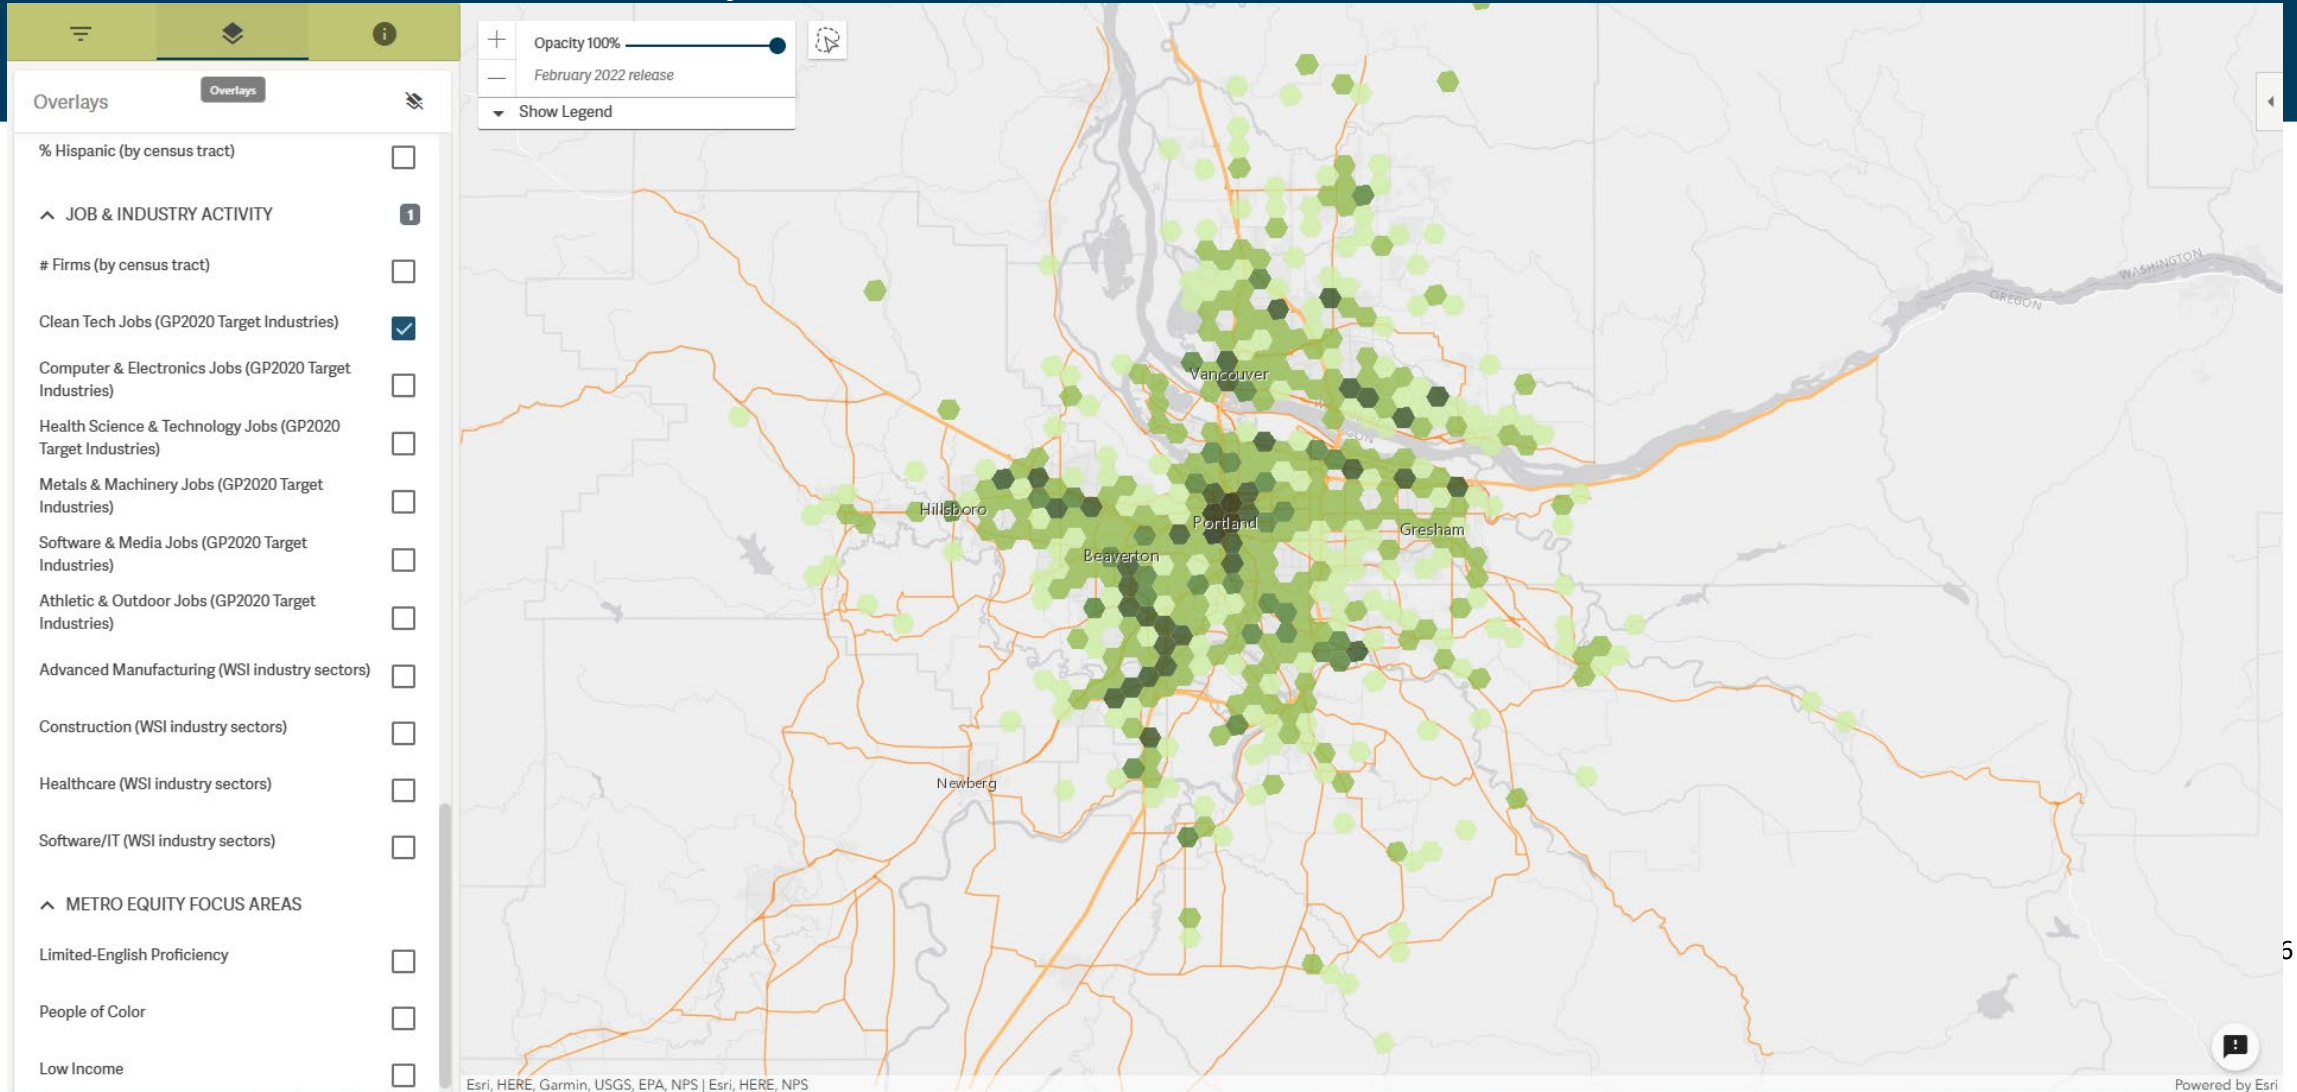 Overlays
Overlays
% Hispanic (by census tract)
JOB & INDUSTRY ACTIVITY
1
# Firms (by census tract)
Clean Tech Jobs (GP2020 Target Industries)
Computer & Electronics Jobs (GP2020 Target
Industries)
Health Science & Technology Jobs (GP2020
Target Industries)
Metals & Machinery Jobs (GP2020 Target
Industries)
Software & Media Jobs (GP2020 Target
Industries)
Athletic & Outdoor Jobs (GP2020 Target
Industries)
Advanced Manufacturing (WSI industry sectors)
Construction (WSI industry sectors)
Healthcare (WSI industry sectors)
Software/IT (WSI industry sectors)
METRO EQUITY FOCUS AREAS
Limited-English Proficiency
People of Color
Low Income
Opacity 100%
February 2022 release
Show Legend
WASHINGTON
OREGON
Vancouver
Hillsboro
Portland
Gresham
Beaverton
Newberg
6
Esri, HERE, Garmin, USGS, EPA, NPS | Esri, HERE, NPS
Powered by Esri